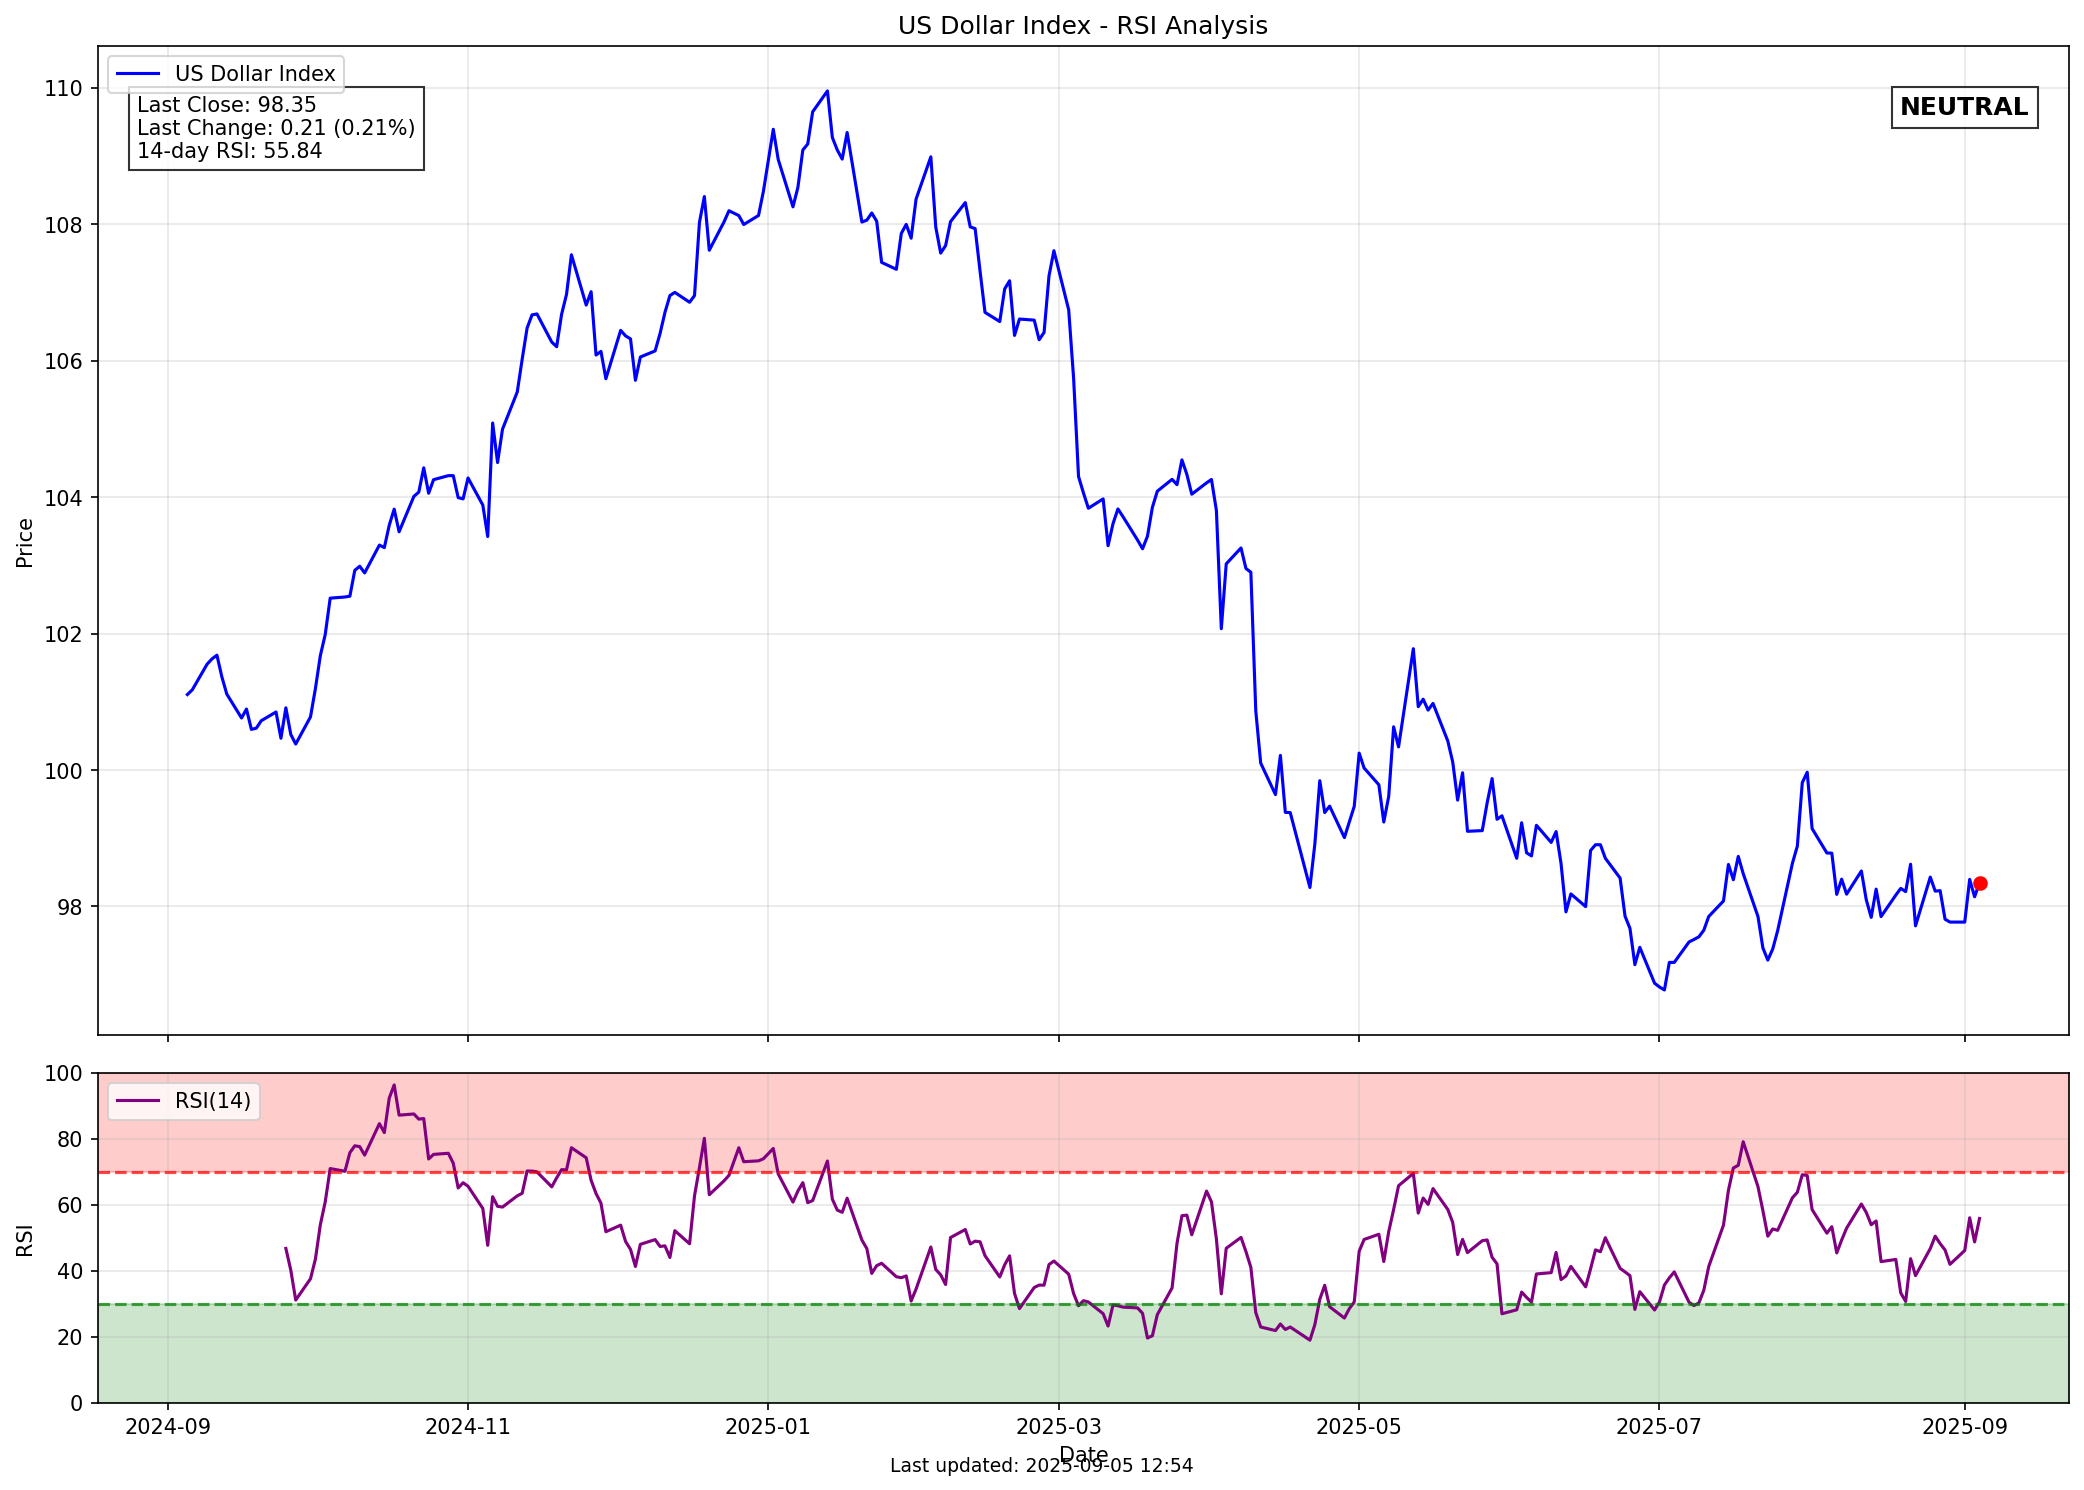 US Dollar Index - RSI Analysis
US Dollar Index
Last Close: 98.35
Last Change: 0.21 (0.21%)
14-day RSI: 55.84
NEUTRAL
110
108
106
104
102
100
98
Price
RSI(14)
100
80
60
40
20
0
RSI
2024-09 2024-11 2025-01 2025-03 2025-05 2025-07 2025-09
Date
Last updated: 2025-09-05 12:54